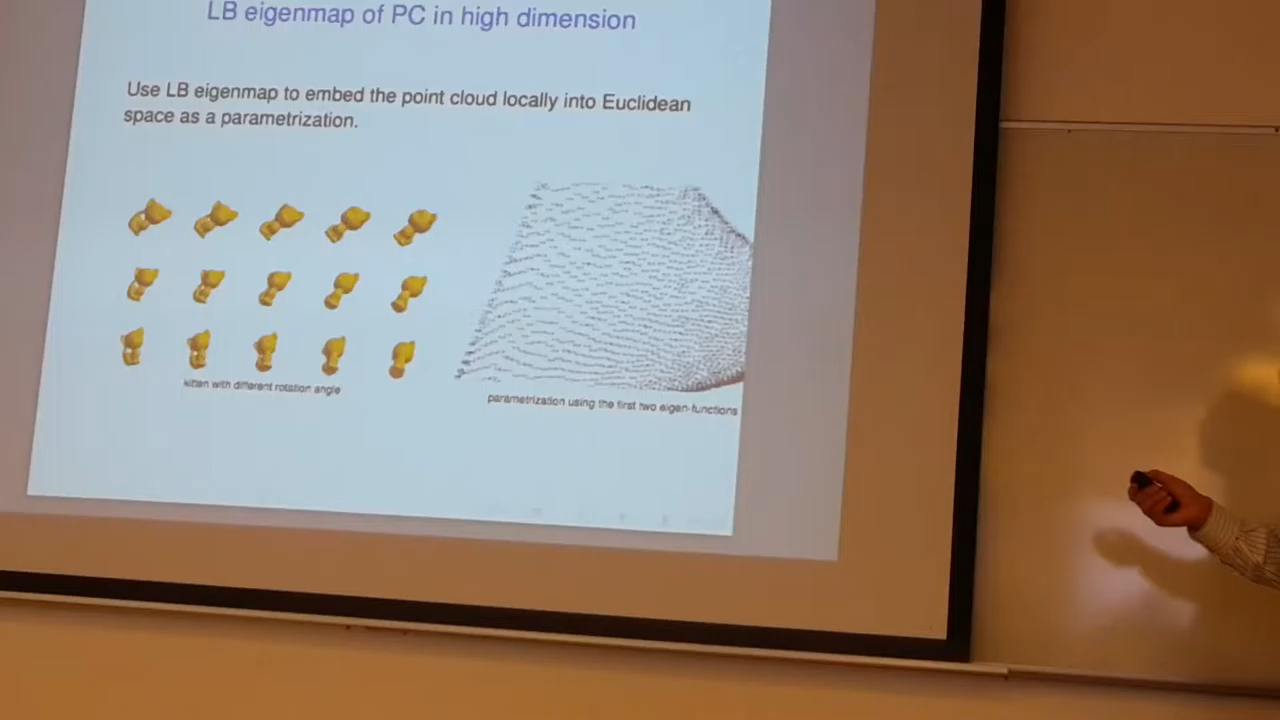 LB eigenmap of PC in high dimension
Use LB eigenmap to embed the point cloud locally into Euclidean
space as a parametrization.
kitten with different rotation angle
parametrization using the first two eigen-functions